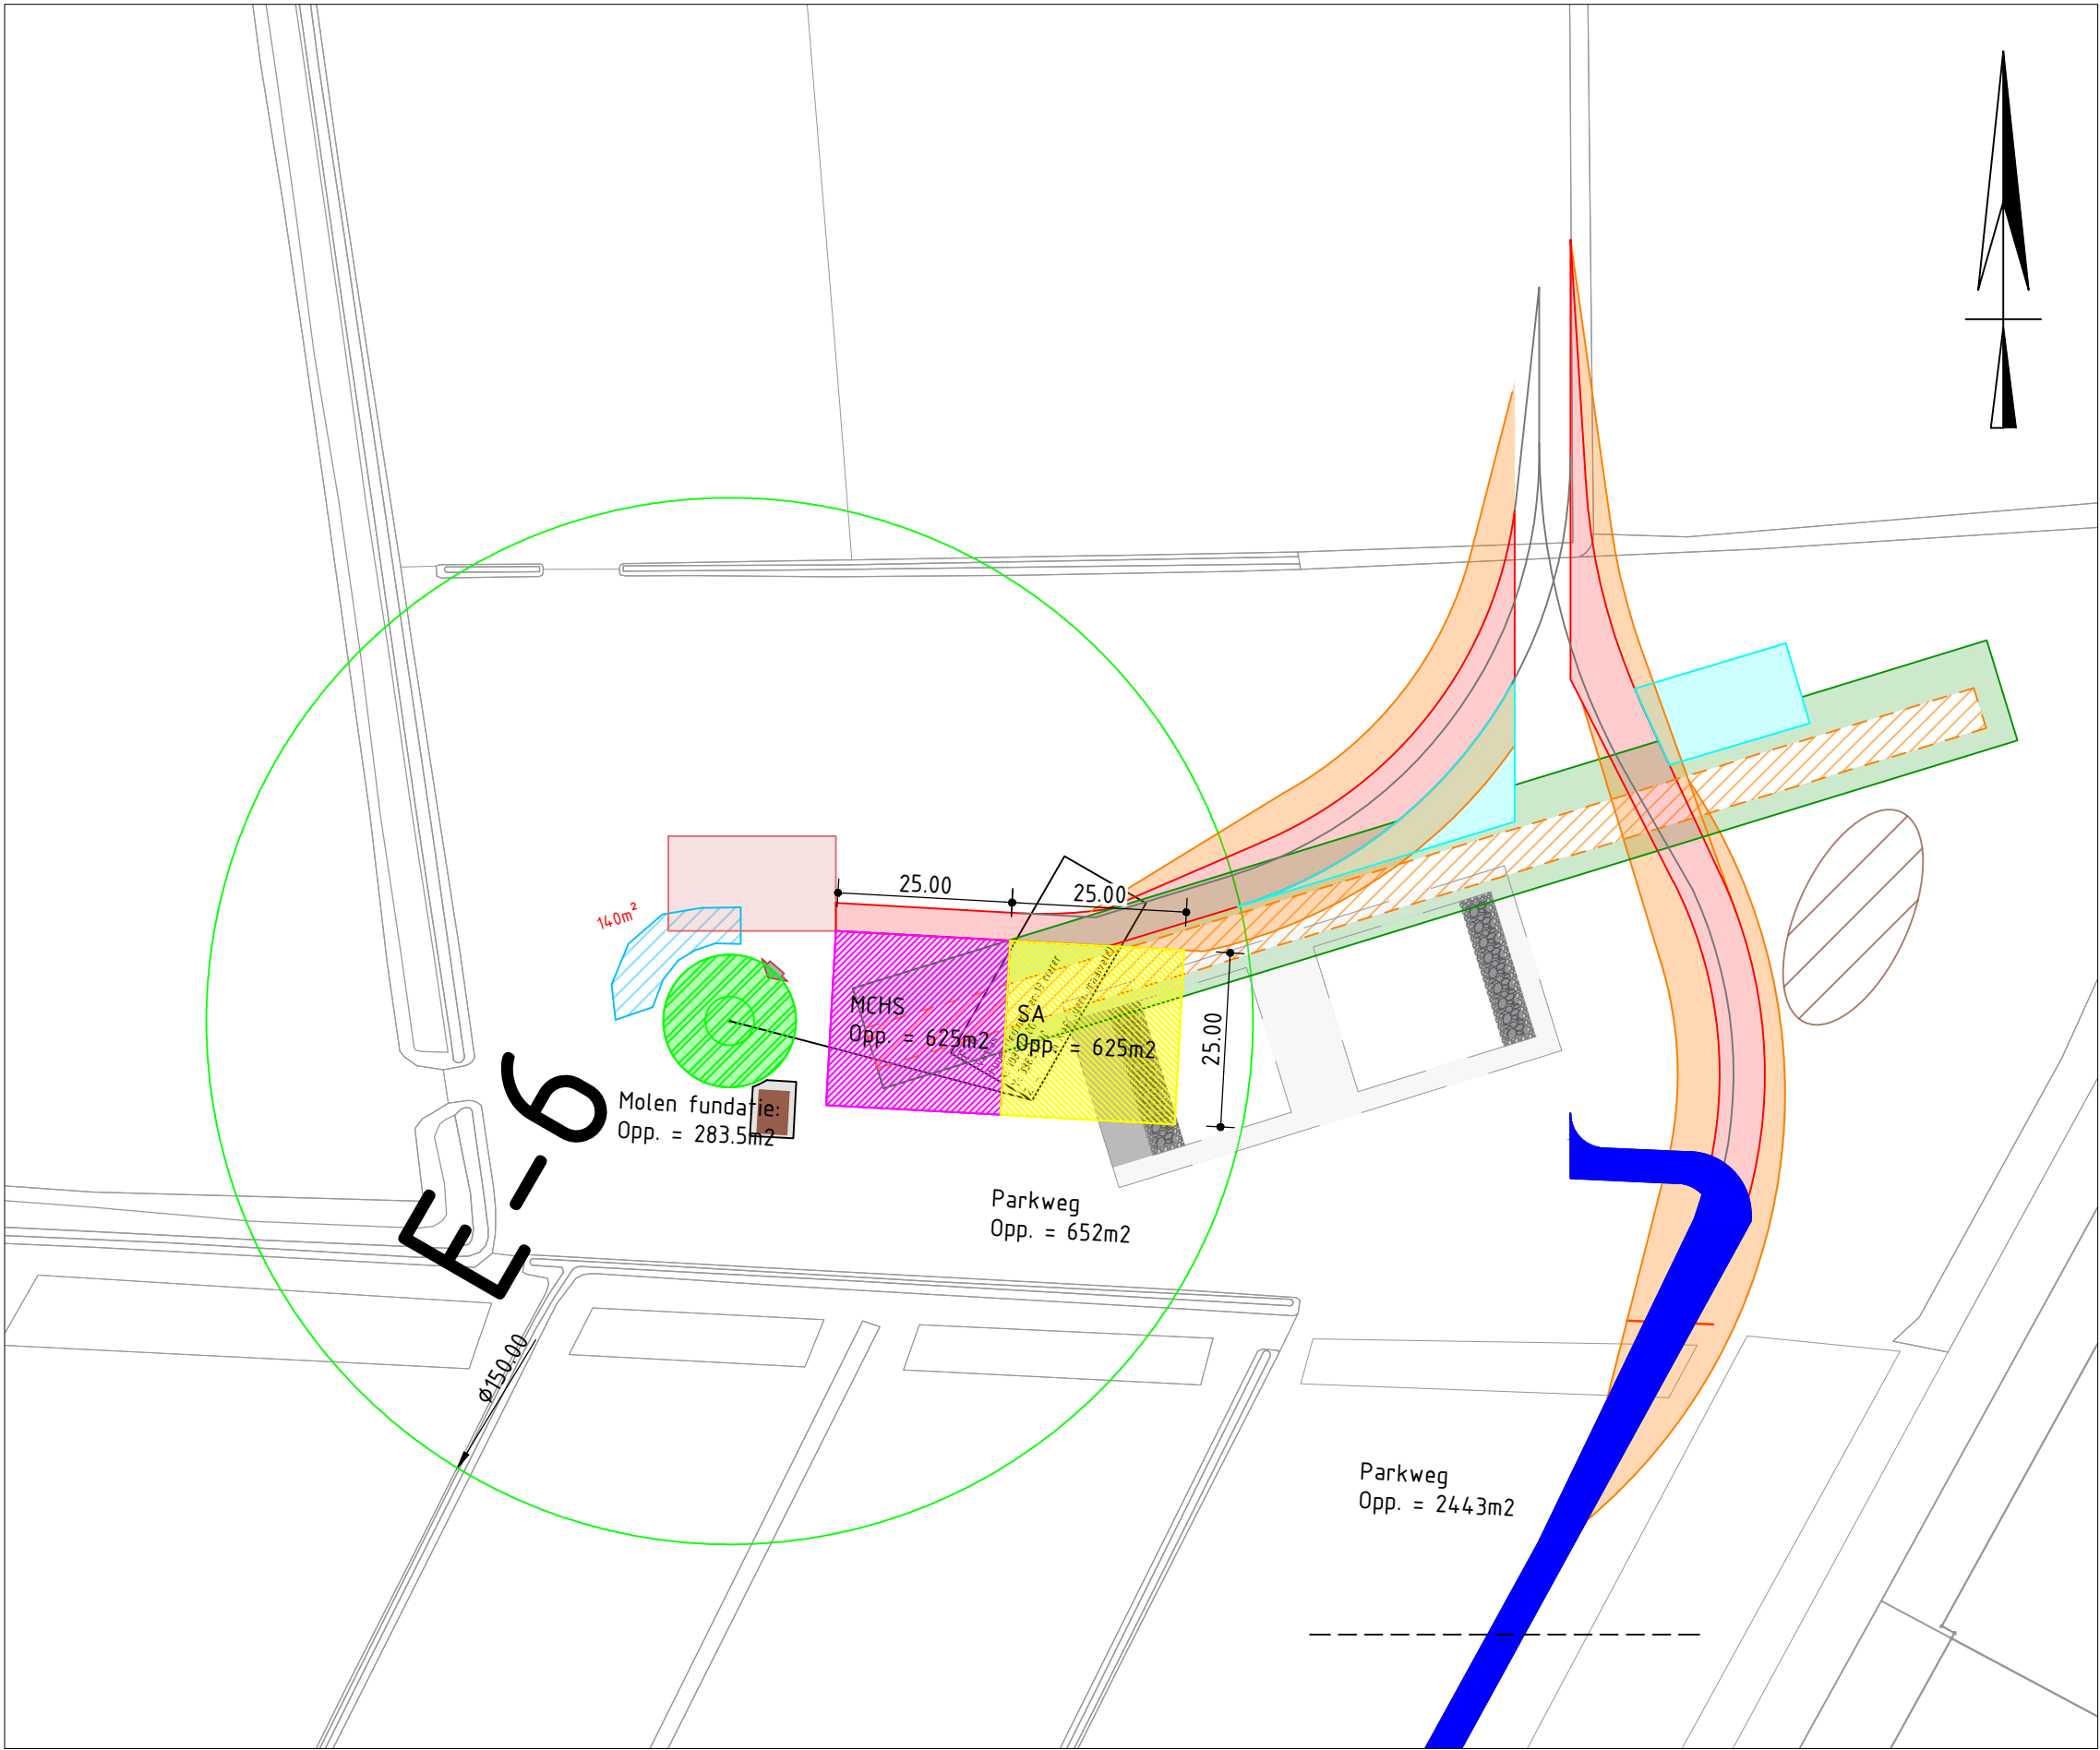 25.00
25.00
140m²
MCHS
Opp. = 625m2
SA
Opp. = 625m2
25.00
E-6
Molen fundatie:
Opp. = 283.5m2
Parkweg
Opp. = 652m2
ø150.00
Parkweg
Opp. = 2443m2